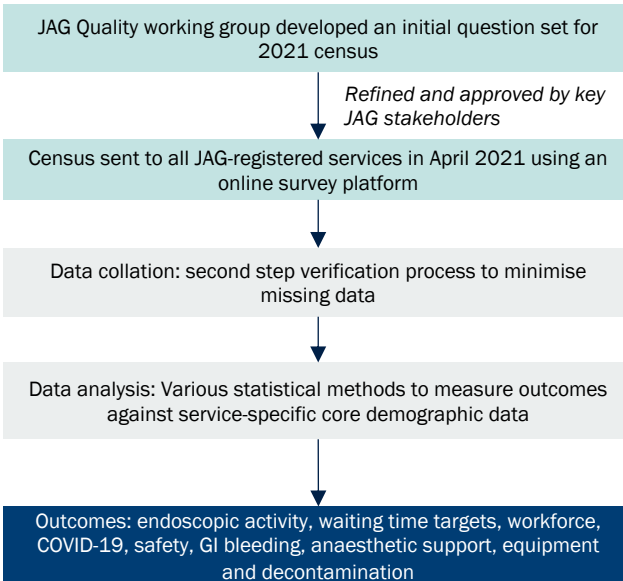 JAG Quality working group developed an initial question set for
2021 census
Refined and approved by key
JAG stakeholders
Census sent to all JAG-registered services in April 2021 using an
online survey platform
Data collation: second step verification process to minimise
missing data
Data analysis: Various statistical methods to measure outcomes
against service-specific core demographic data
Outcomes: endoscopic activity, waiting time targets, workforce,
COVID-19, safety, GI bleeding, anaesthetic support, equipment
and decontamination